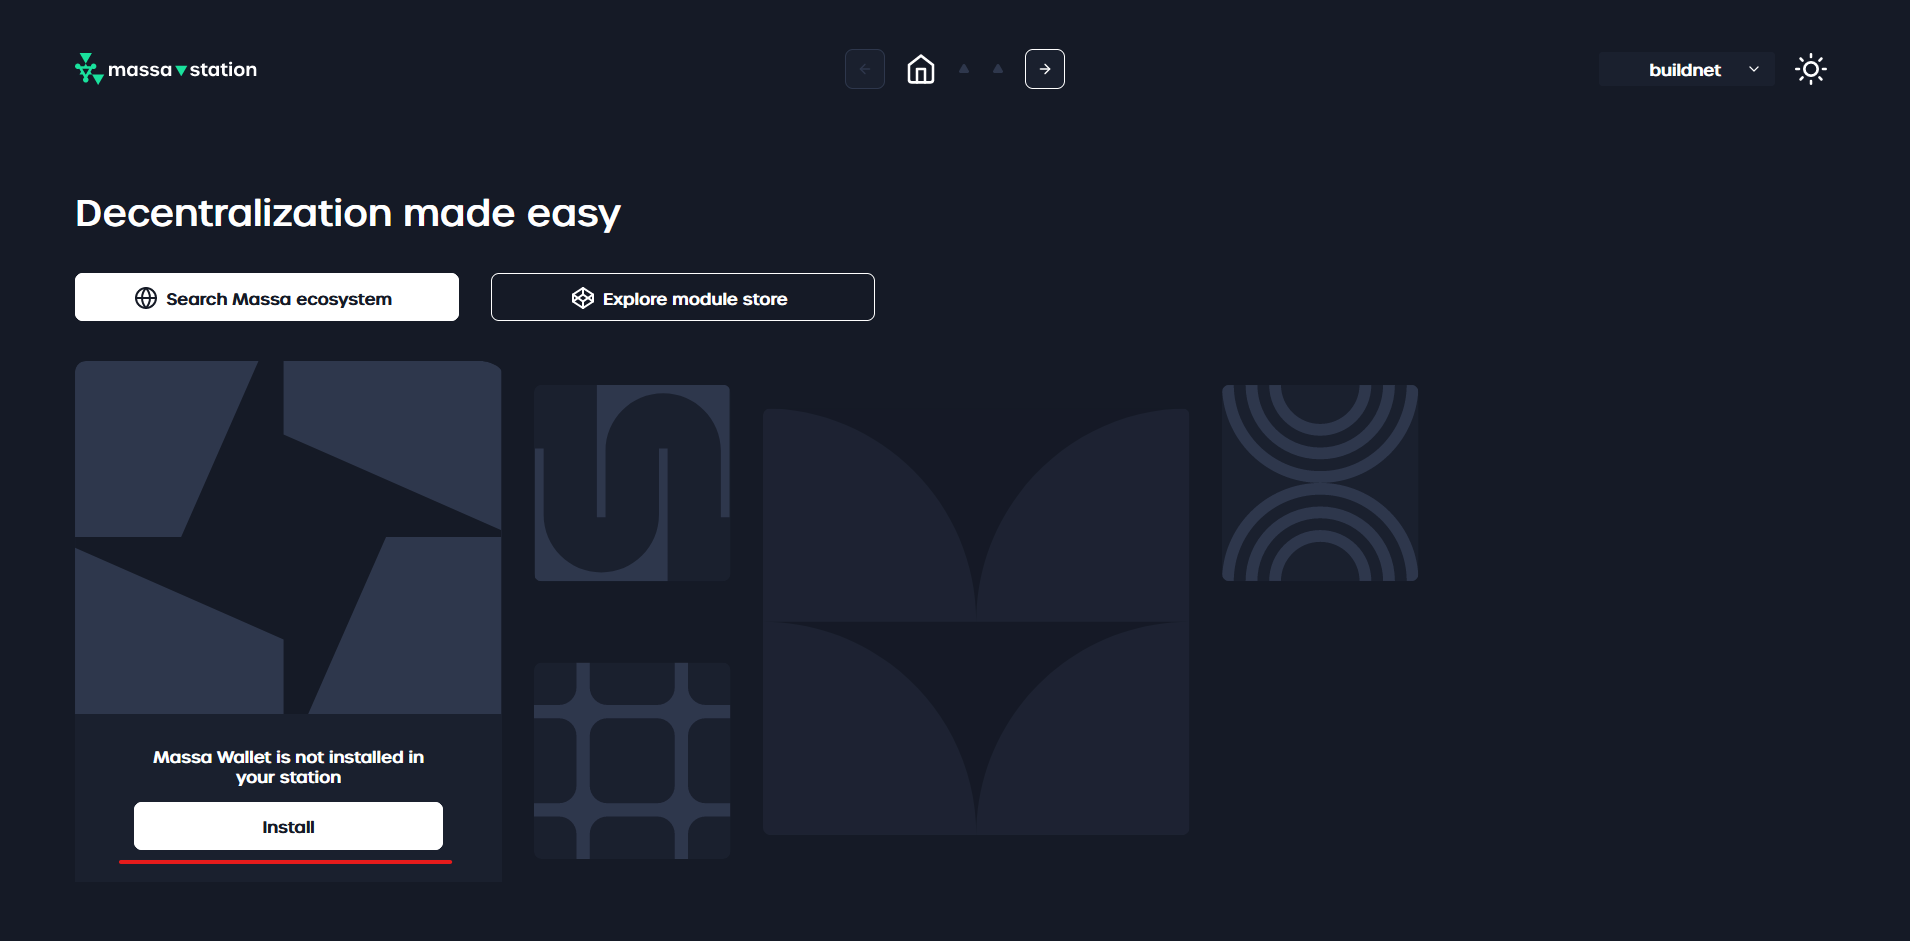 massa station
buildnet
Decentralization made easy
Search Massa ecosystem
Explore module store
Massa Wallet is not installed in
your station
Install